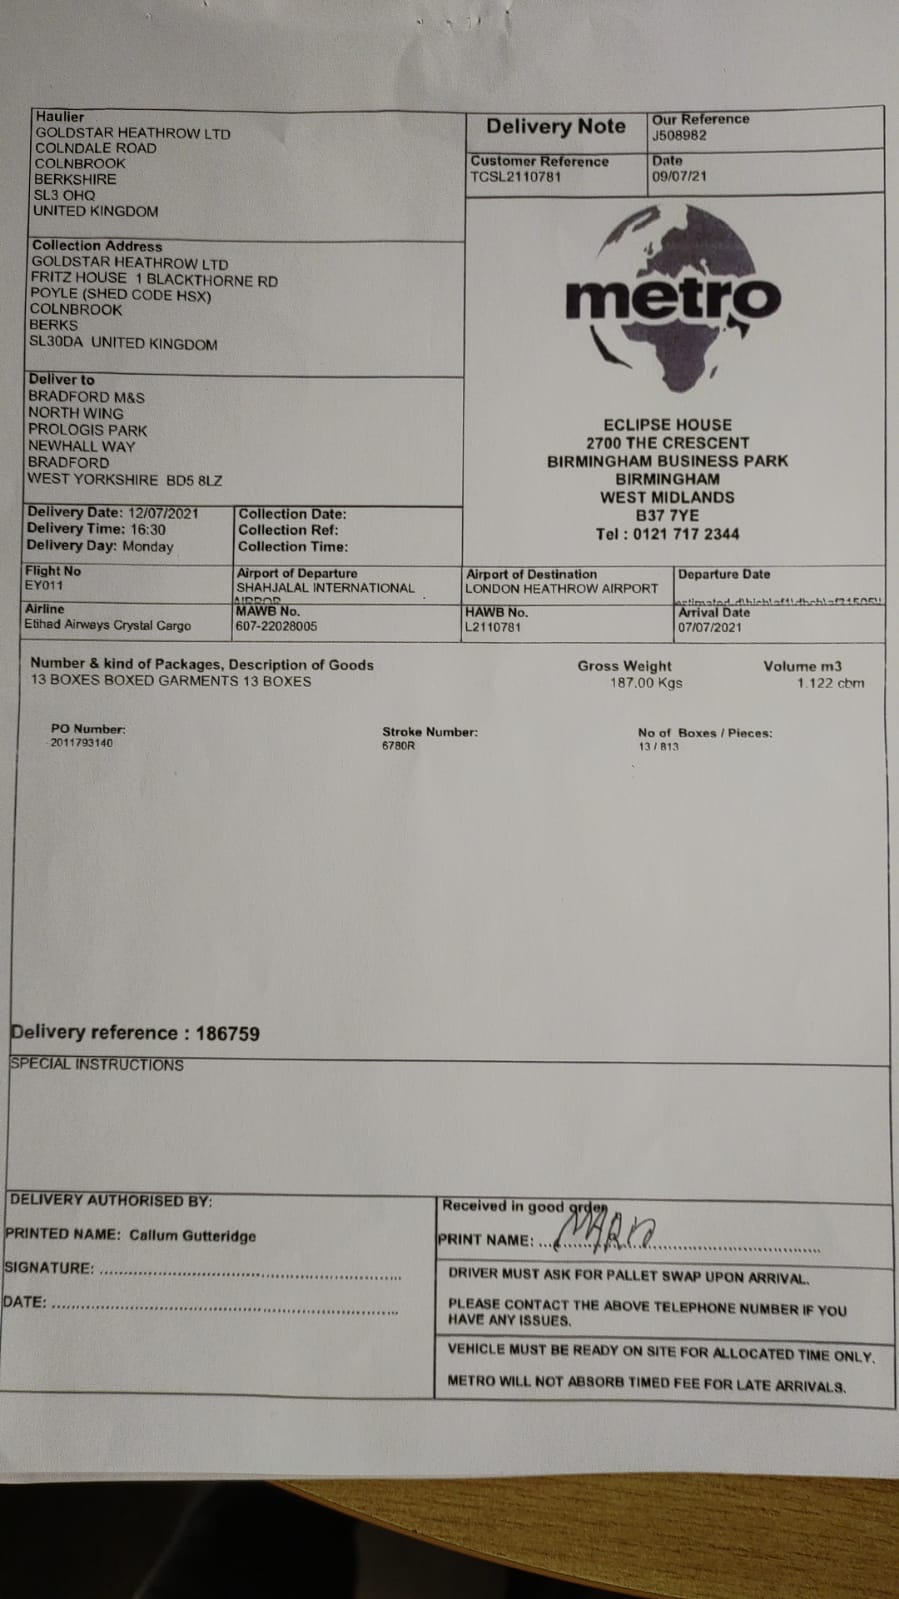 Haulier
GOLDSTAR HEATHROW LTD
COLNDALE ROAD
COLNBROOK
BERKSHIRE
SL3 OHQ
UNITED KINGDOM
Delivery Note
Our Reference
J508982
Customer Reference
TCSL2110781
Date
09/07/21
Collection Address
GOLDSTAR HEATHROW LTD
FRITZ HOUSE 1 BLACKTHORNE RD
POYLE (SHED CODE HSX)
COLNBROOK
BERKS
SL30DA UNITED KINGDOM
metro
Deliver to
BRADFORD M&S
NORTH WING
PROLOGIS PARK
NEWHALL WAY
BRADFORD
WEST YORKSHIRE BD5 8LZ
ECLIPSE HOUSE
2700 THE CRESCENT
BIRMINGHAM BUSINESS PARK
BIRMINGHAM
WEST MIDLANDS
B37 7YE
Tel : 0121 717 2344
Delivery Date: 12/07/2021
Delivery Time: 16:30
Delivery Day: Monday
Collection Date:
Collection Ref:
Collection Time:
Flight No
EY011
Airport of Departure
SHAHJALAL INTERNATIONAL
Airport of Destination
LONDON HEATHROW AIRPORT
Departure Date
Airline
Etihad Airways Crystal Cargo
MAWB No.
607-22028005
HAWB No.
L2110781
Arrival Date
07/07/2021
Number & kind of Packages, Description of Goods
13 BOXES BOXED GARMENTS 13 BOXES
Gross Weight
187.00 Kgs
Volume m3
1.122 cbm
PO Number:
2011793140
Stroke Number:
6780R
No of Boxes / Pieces:
13 / 813
Delivery reference : 186759
SPECIAL INSTRUCTIONS
DELIVERY AUTHORISED BY:
PRINTED NAME: Callum Gutteridge
SIGNATURE:
DATE:
Received in good order
PRINT NAME:
DRIVER MUST ASK FOR PALLET SWAP UPON ARRIVAL.
PLEASE CONTACT THE ABOVE TELEPHONE NUMBER IF YOU
HAVE ANY ISSUES.
VEHICLE MUST BE READY ON SITE FOR ALLOCATED TIME ONLY.
METRO WILL NOT ABSORB TIMED FEE FOR LATE ARRIVALS.